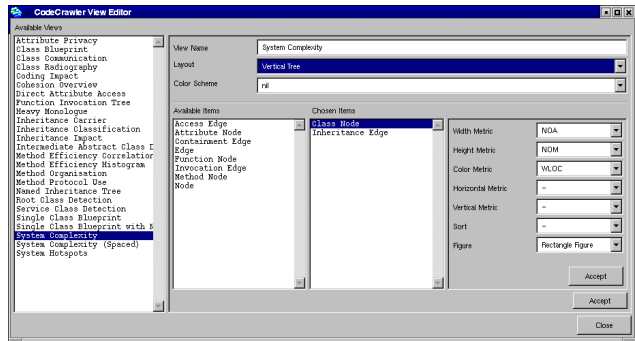 CodeCrawler View Editor
Available Views
Attribute Privacy
Class Blueprint
Class Communication
Class Radiography
Coding Impact
Cohesion Overview
Direct Attribute Access
Function Invocation Tree
Heavy Monologue
Inheritance Carrier
Inheritance Classification
Inheritance Impact
Intermediate Abstract Class D
Method Efficiency Correlation
Method Efficiency Histogram
Method Organisation
Method Protocol Use
Named Inheritance Tree
Root Class Detection
Service Class Detection
Single Class Blueprint
Single Class Blueprint with N
System Complexity
System Complexity (Spaced)
System Hotspots
View Name System Complexity
Layout Vertical Tree
Color Scheme nil
Available Items
Access Edge
Attribute Node
Containment Edge
Edge
Function Node
Invocation Edge
Method Node
Node
Chosen Items
Class Node
Inheritance Edge
Width Metric NOA
Height Metric NOM
Color Metric WLOC
Horizontal Metric -
Vertical Metric -
Sort -
Figure Rectangle Figure
Accept
Accept
Close